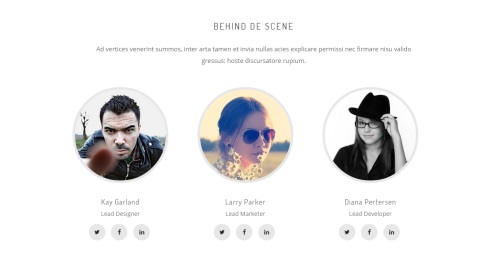 BEHIND DE SCENE
Ad vertices venerint summos, inter arta tamen et invia nullas acies explicare permissi nec firmare nisu valido
gressus: hoste discursatore rupium.
Kay Garland
Larry Parker
Diana Pertersen
Lead Designer
Lead Marketer
Lead Developer